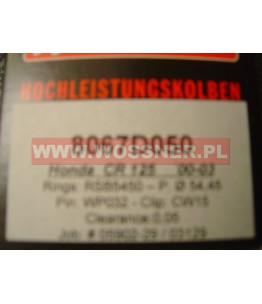 HOCHLEISTUNGSKOLBEN
8067D050
WWW.WOSSNER.PL
Honda CR 125 00-03
Rings: RSB5450 – P. Ø 54.45
Pin: WP032 - Clip: CW15
Clearance: 0.05
Job # 05902-29 / 03129